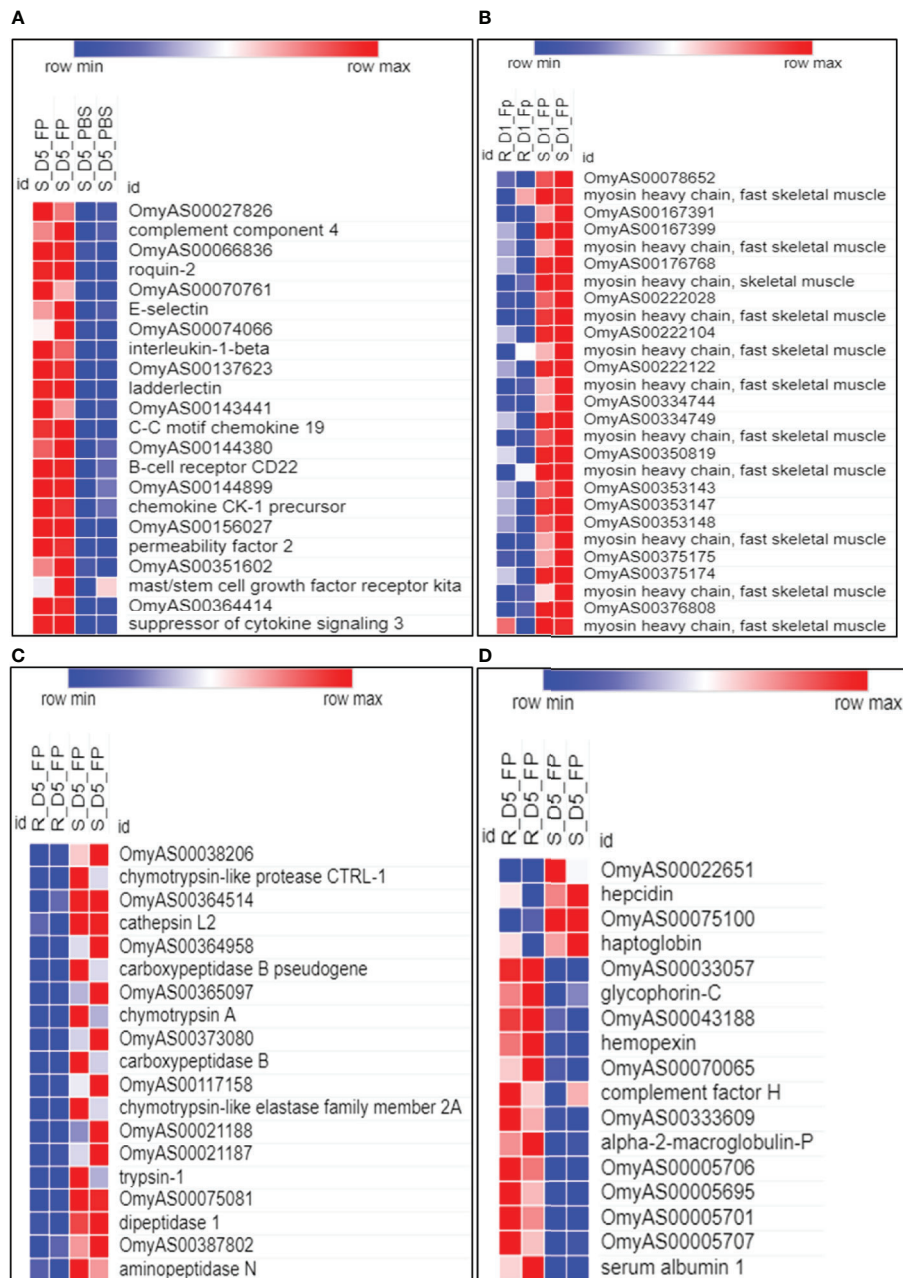 A
row min row max
S_D5_FP
S_D5_FP
S_D5_PBS
S_D5_PBS
id id
OmyAS00027826
complement component 4
OmyAS00066836
roquin-2
OmyAS00070761
E-selectin
OmyAS00074066
interleukin-1-beta
OmyAS00137623
ladderlectin
OmyAS00143441
C-C motif chemokine 19
OmyAS00144380
B-cell receptor CD22
OmyAS00144899
chemokine CK-1 precursor
OmyAS00156027
permeability factor 2
OmyAS00351602
mast/stem cell growth factor receptor kita
OmyAS00364414
suppressor of cytokine signaling 3
B
row min row max
R_D1_Fp
R_D1_Fp
S_D1_FP
S_D1_FP
id id
OmyAS00078652
myosin heavy chain, fast skeletal muscle
OmyAS00167391
OmyAS00167399
myosin heavy chain, fast skeletal muscle
OmyAS00176768
myosin heavy chain, skeletal muscle
OmyAS00222028
myosin heavy chain, fast skeletal muscle
OmyAS00222104
myosin heavy chain, fast skeletal muscle
OmyAS00222122
myosin heavy chain, fast skeletal muscle
OmyAS00334744
OmyAS00334749
myosin heavy chain, fast skeletal muscle
OmyAS00350819
myosin heavy chain, fast skeletal muscle
OmyAS00353143
OmyAS00353147
OmyAS00353148
myosin heavy chain, fast skeletal muscle
OmyAS00375175
OmyAS00375174
myosin heavy chain, fast skeletal muscle
OmyAS00376808
myosin heavy chain, fast skeletal muscle
C
row min row max
R_D5_FP
R_D5_FP
S_D5_FP
S_D5_FP
id id
OmyAS00038206
chymotrypsin-like protease CTRL-1
OmyAS00364514
cathepsin L2
OmyAS00364958
carboxypeptidase B pseudogene
OmyAS00365097
chymotrypsin A
OmyAS00373080
carboxypeptidase B
OmyAS00117158
chymotrypsin-like elastase family member 2A
OmyAS00021188
OmyAS00021187
trypsin-1
OmyAS00075081
dipeptidase 1
OmyAS00387802
aminopeptidase N
D
row min row max
R_D5_FP
R_D5_FP
S_D5_FP
S_D5_FP
id id
OmyAS00022651
hepcidin
OmyAS00075100
haptoglobin
OmyAS00033057
glycophorin-C
OmyAS00043188
hemopexin
OmyAS00070065
complement factor H
OmyAS00333609
alpha-2-macroglobulin-P
OmyAS00005706
OmyAS00005695
OmyAS00005701
OmyAS00005707
serum albumin 1